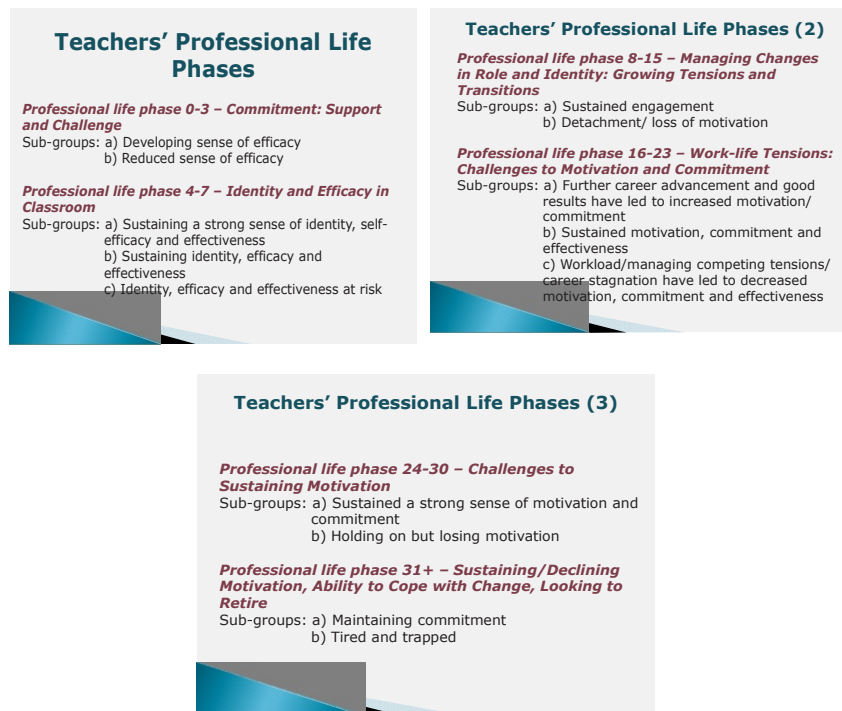 Teachers’ Professional Life
Phases
Professional life phase 0-3 – Commitment: Support
and Challenge
Sub-groups: a) Developing sense of efficacy
b) Reduced sense of efficacy
Professional life phase 4-7 – Identity and Efficacy in
Classroom
Sub-groups: a) Sustaining a strong sense of identity, self-
efficacy and effectiveness
b) Sustaining identity, efficacy and
effectiveness
c) Identity, efficacy and effectiveness at risk
Teachers’ Professional Life Phases (2)
Professional life phase 8-15 – Managing Changes
in Role and Identity: Growing Tensions and
Transitions
Sub-groups: a) Sustained engagement
b) Detachment/ loss of motivation
Professional life phase 16-23 – Work-life Tensions:
Challenges to Motivation and Commitment
Sub-groups: a) Further career advancement and good
results have led to increased motivation/
commitment
b) Sustained motivation, commitment and
effectiveness
c) Workload/managing competing tensions/
career stagnation have led to decreased
motivation, commitment and effectiveness
Teachers’ Professional Life Phases (3)
Professional life phase 24-30 – Challenges to
Sustaining Motivation
Sub-groups: a) Sustained a strong sense of motivation and
commitment
b) Holding on but losing motivation
Professional life phase 31+ – Sustaining/Declining
Motivation, Ability to Cope with Change, Looking to
Retire
Sub-groups: a) Maintaining commitment
b) Tired and trapped